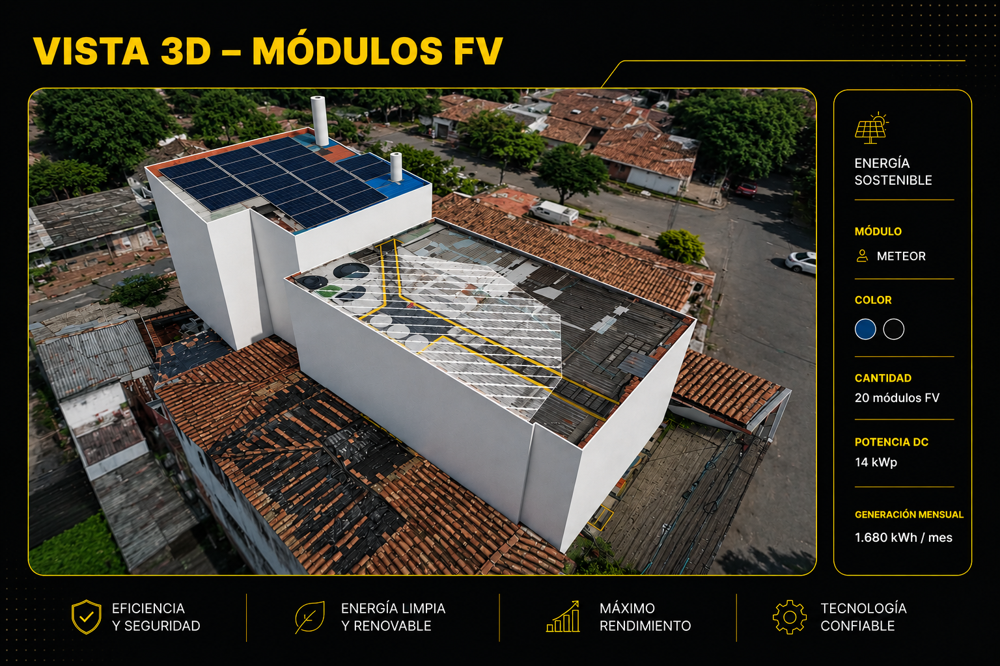 VISTA 3D – MÓDULOS FV
ENERGÍA
SOSTENIBLE
MÓDULO
METEOR
COLOR
CANTIDAD
20 módulos FV
POTENCIA DC
14 kWp
GENERACIÓN MENSUAL
1.680 kWh / mes
EFICIENCIA
Y SEGURIDAD
ENERGÍA LIMPIA
Y RENOVABLE
MÁXIMO
RENDIMIENTO
TECNOLOGÍA
CONFIABLE